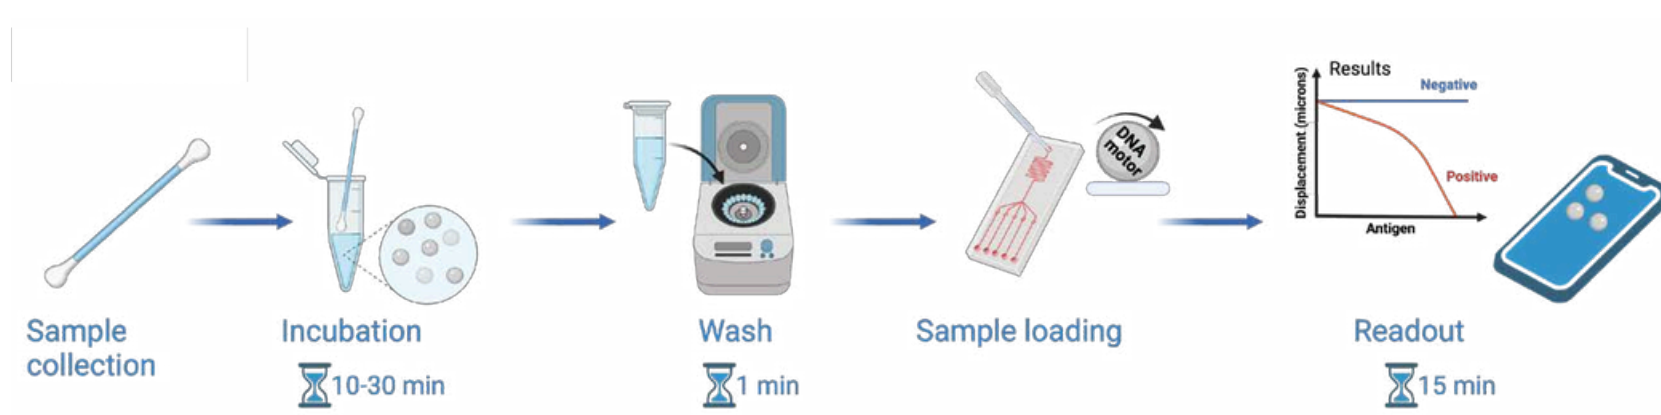 Sample
collection
Incubation
10-30 min
Wash
1 min
DNA
motor
Sample loading
Results
Displacement (microns)
Negative
Positive
Antigen
Readout
15 min